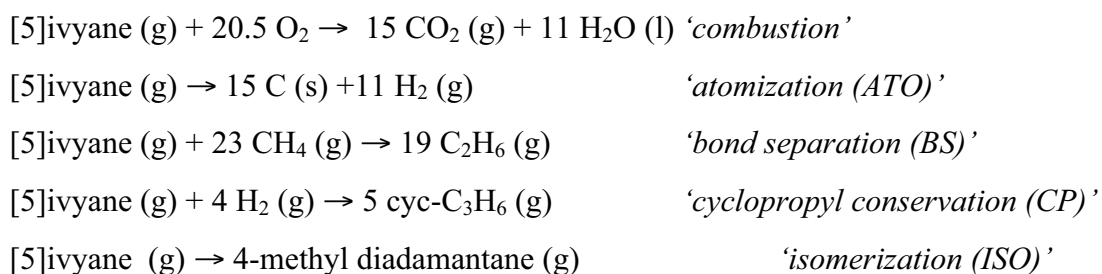 [5]ivyane (g) + 20.5 O₂ → 15 CO₂ (g) + 11 H₂O (l) ‘combustion’
[5]ivyane (g) → 15 C (s) +11 H₂ (g) ‘atomization (ATO)’
[5]ivyane (g) + 23 CH₄ (g) → 19 C₂H₆ (g) ‘bond separation (BS)’
[5]ivyane (g) + 4 H₂ (g) → 5 cyc-C₃H₆ (g) ‘cyclopropyl conservation (CP)’
[5]ivyane (g) → 4-methyl diadamantane (g) ‘isomerization (ISO)’